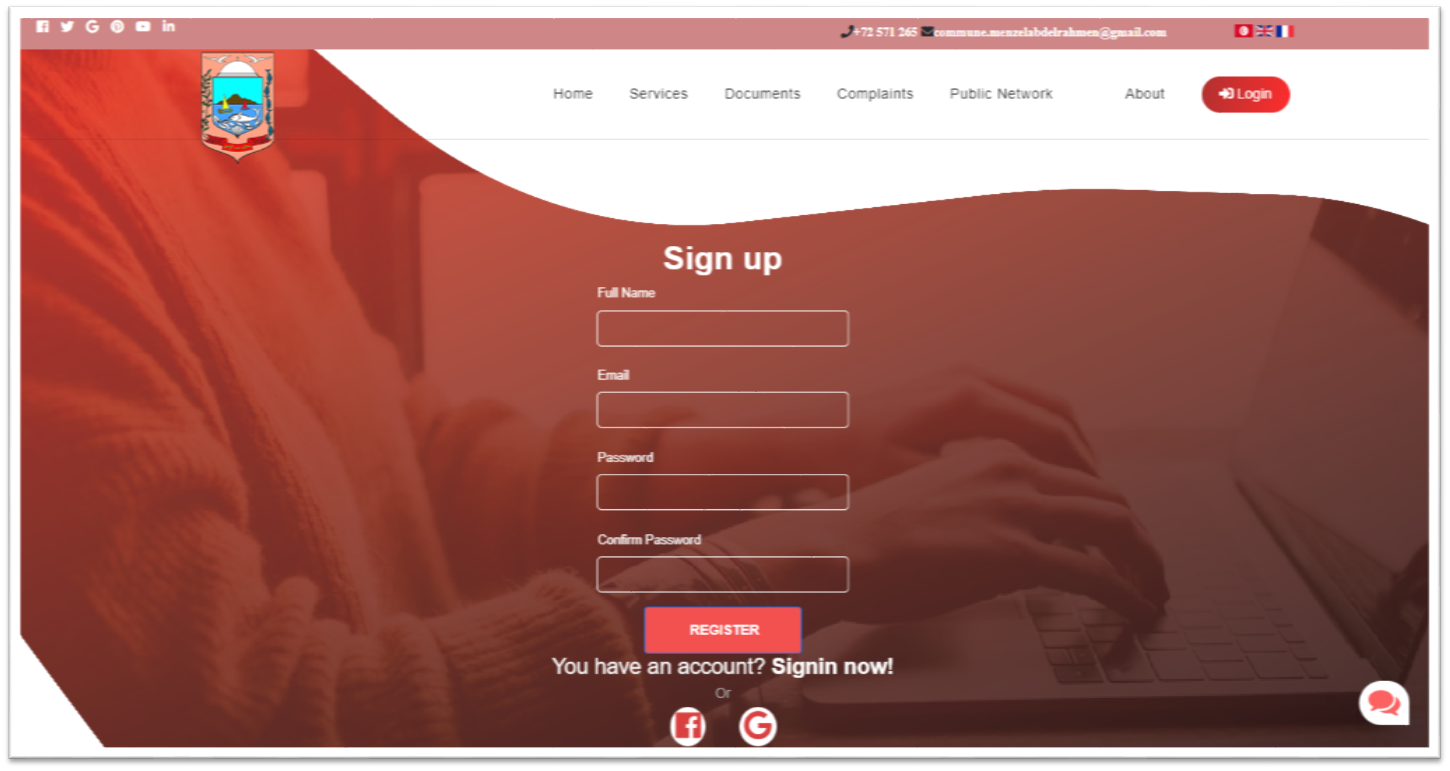 +72 571 265 commune.menzelabdelrahmen@gmail.com
Home Services Documents Complaints Public Network About Login
Sign up
Full Name
Email
Password
Confirm Password
REGISTER
You have an account? Signin now!
Or